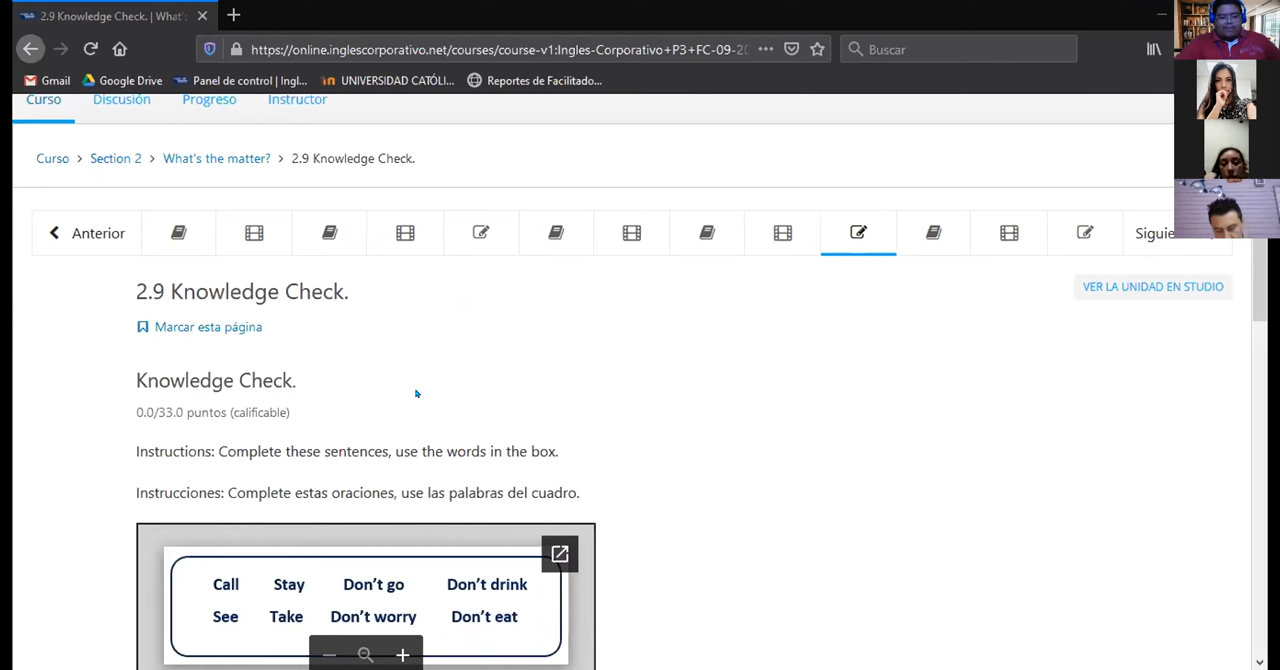 2.9 Knowledge Check. | What's
https://online.inglescorporativo.net/courses/course-v1:Ingles-Corporativo+P3+FC-09-20
Buscar
Gmail Google Drive Panel de control | Ingl... UNIVERSIDAD CATÓLI... Reportes de Facilitado...
Curso Discusión Progreso Instructor
Curso > Section 2 > What's the matter? > 2.9 Knowledge Check.
Anterior
Siguie
2.9 Knowledge Check.
VER LA UNIDAD EN STUDIO
Marcar esta página
Knowledge Check.
0.0/33.0 puntos (calificable)
Instructions: Complete these sentences, use the words in the box.
Instrucciones: Complete estas oraciones, use las palabras del cuadro.
Call Stay Don't go Don't drink
See Take Don't worry Don't eat